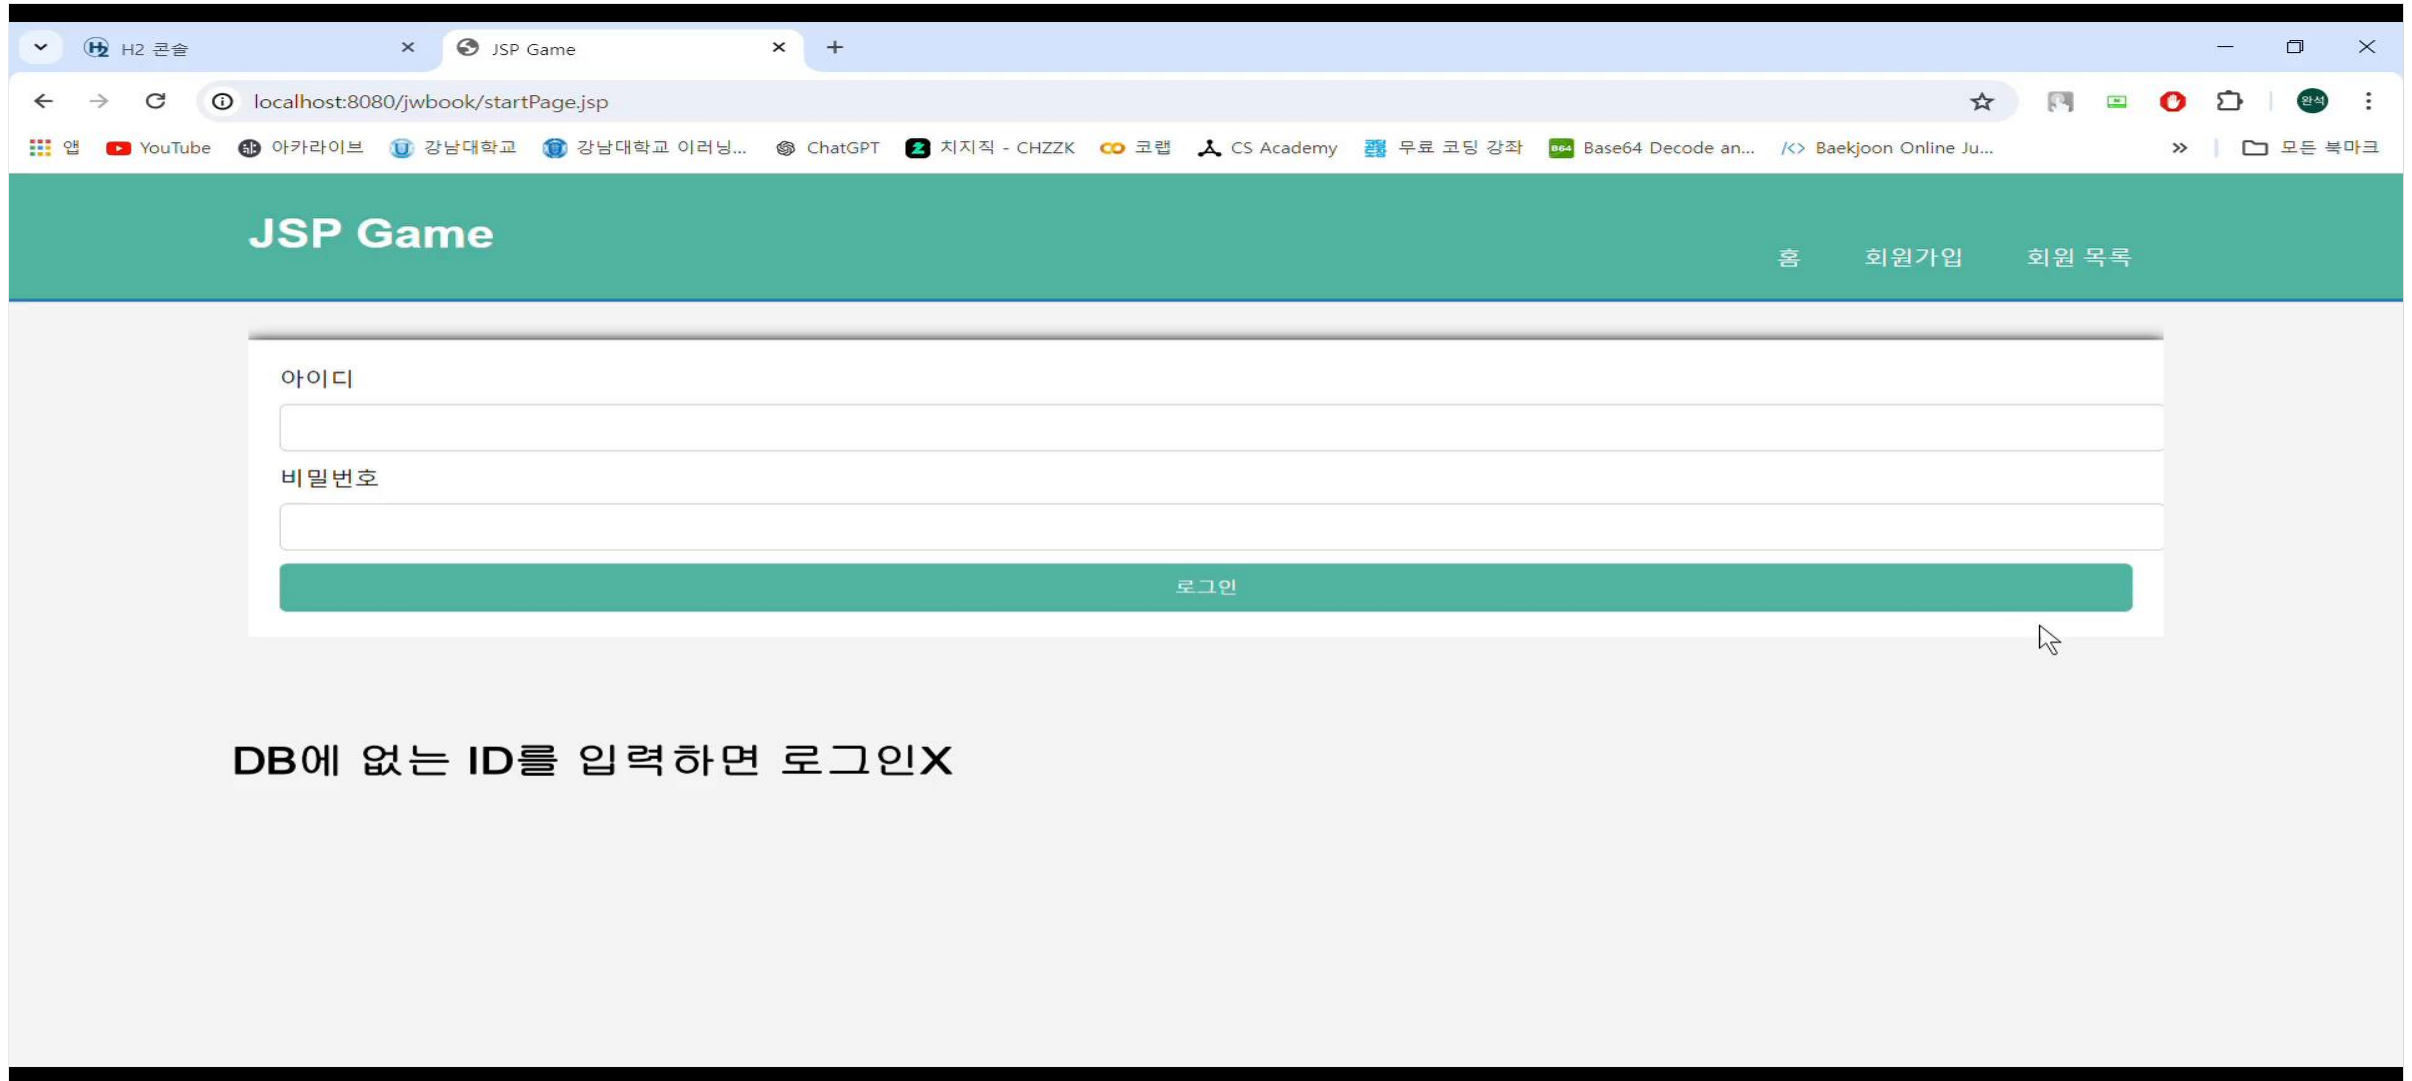 H2 콘솔
JSP Game
localhost:8080/jwbook/startPage.jsp
완석
앱 YouTube 아카라이브 강남대학교 강남대학교 이러닝... ChatGPT 치지직 - CHZZK 코랩 CS Academy 무료 코딩 강좌 B64 Base64 Decode an... Baekjoon Online Ju... 모든 북마크
JSP Game
홈 회원가입 회원 목록
아이디
비밀번호
로그인
DB에 없는 ID를 입력하면 로그인X